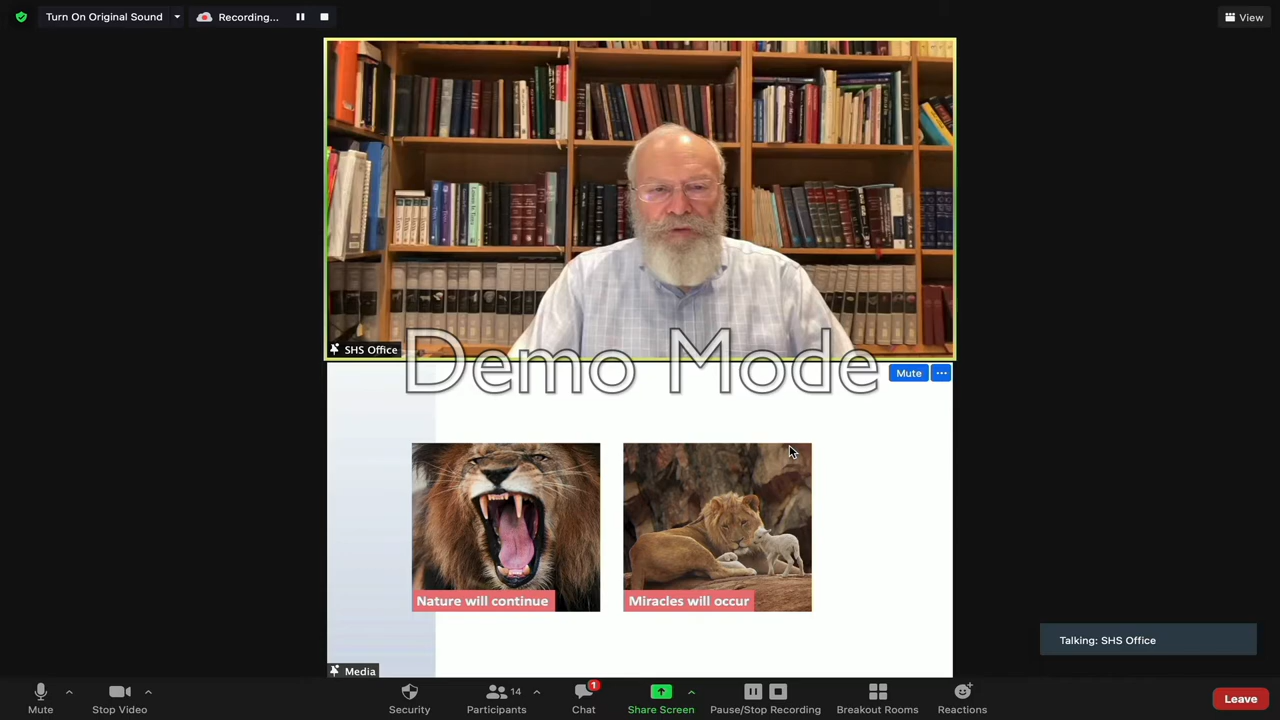 Turn On Original Sound
Recording...
View
SHS Office
Demo Mode
Mute
Nature will continue
Miracles will occur
Talking: SHS Office
Media
Mute
Stop Video
Security
14
Participants
1
Chat
Share Screen
Pause/Stop Recording
Breakout Rooms
Reactions
Leave